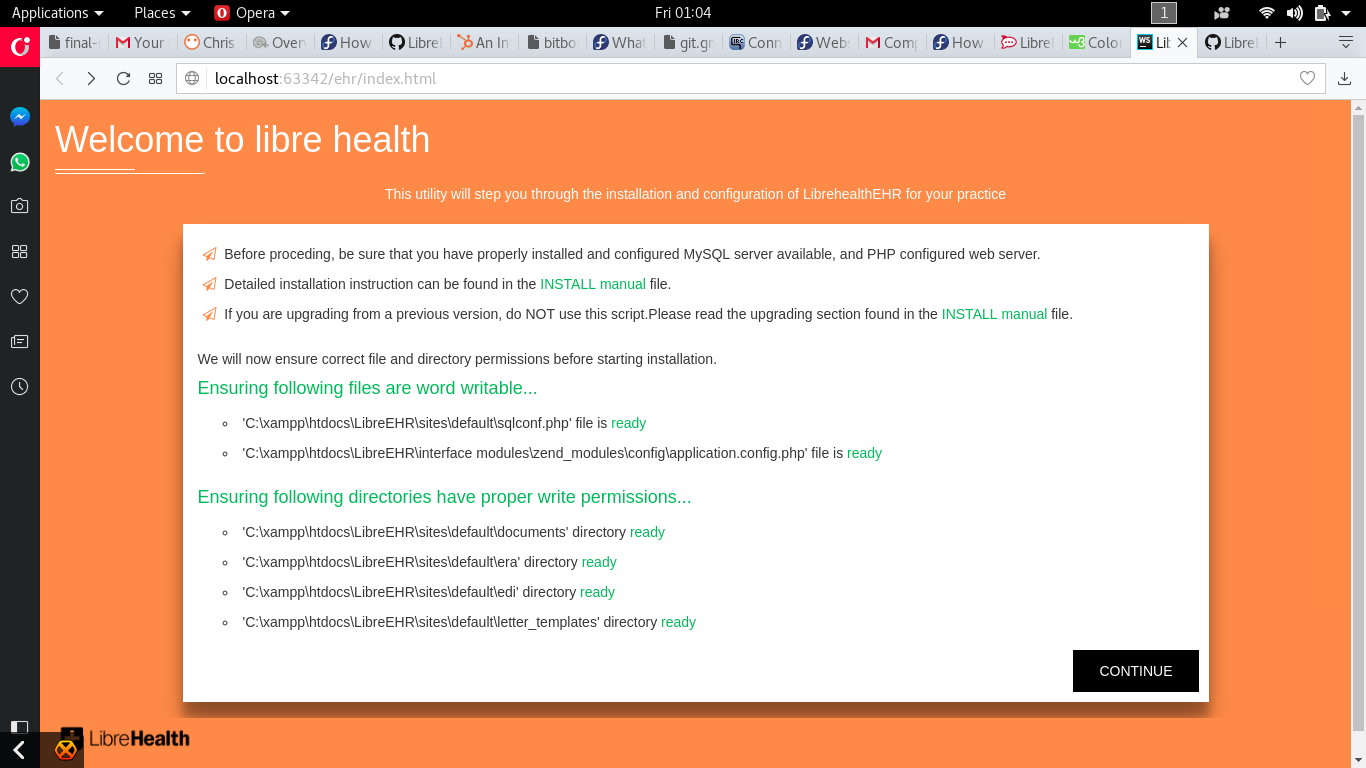 Applications Places Opera Fri 01:04 1
final- Your Chris Over How Libre An In bitbo What git.gr Conn Webs Com How Libre Color Lib Libre
localhost:63342/ehr/index.html
Welcome to libre health
This utility will step you through the installation and configuration of LibrehealthEHR for your practice
Before proceding, be sure that you have properly installed and configured MySQL server available, and PHP configured web server.
Detailed installation instruction can be found in the INSTALL manual file.
If you are upgrading from a previous version, do NOT use this script.Please read the upgrading section found in the INSTALL manual file.
We will now ensure correct file and directory permissions before starting installation.
Ensuring following files are word writable...
'C:\xampp\htdocs\LibreEHR\sites\default\sqlconf.php' file is ready
'C:\xampp\htdocs\LibreEHR\interface modules\zend_modules\config\application.config.php' file is ready
Ensuring following directories have proper write permissions...
'C:\xampp\htdocs\LibreEHR\sites\default\documents' directory ready
'C:\xampp\htdocs\LibreEHR\sites\default\era' directory ready
'C:\xampp\htdocs\LibreEHR\sites\default\edi' directory ready
'C:\xampp\htdocs\LibreEHR\sites\default\letter_templates' directory ready
CONTINUE
LibreHealth